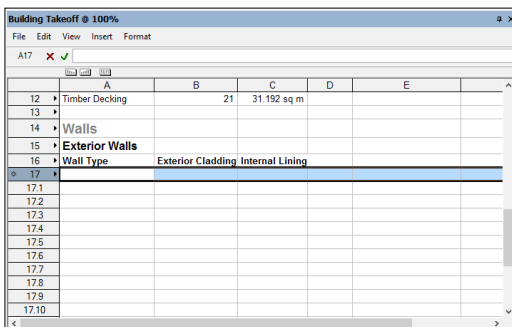 Building Takeoff @ 100%
File Edit View Insert Format
A17
A B C D E
12 Timber Decking 21 31.192 sq m
13
14 Walls
15 Exterior Walls
16 Wall Type Exterior Cladding Internal Lining
17
17.1
17.2
17.3
17.4
17.5
17.6
17.7
17.8
17.9
17.10